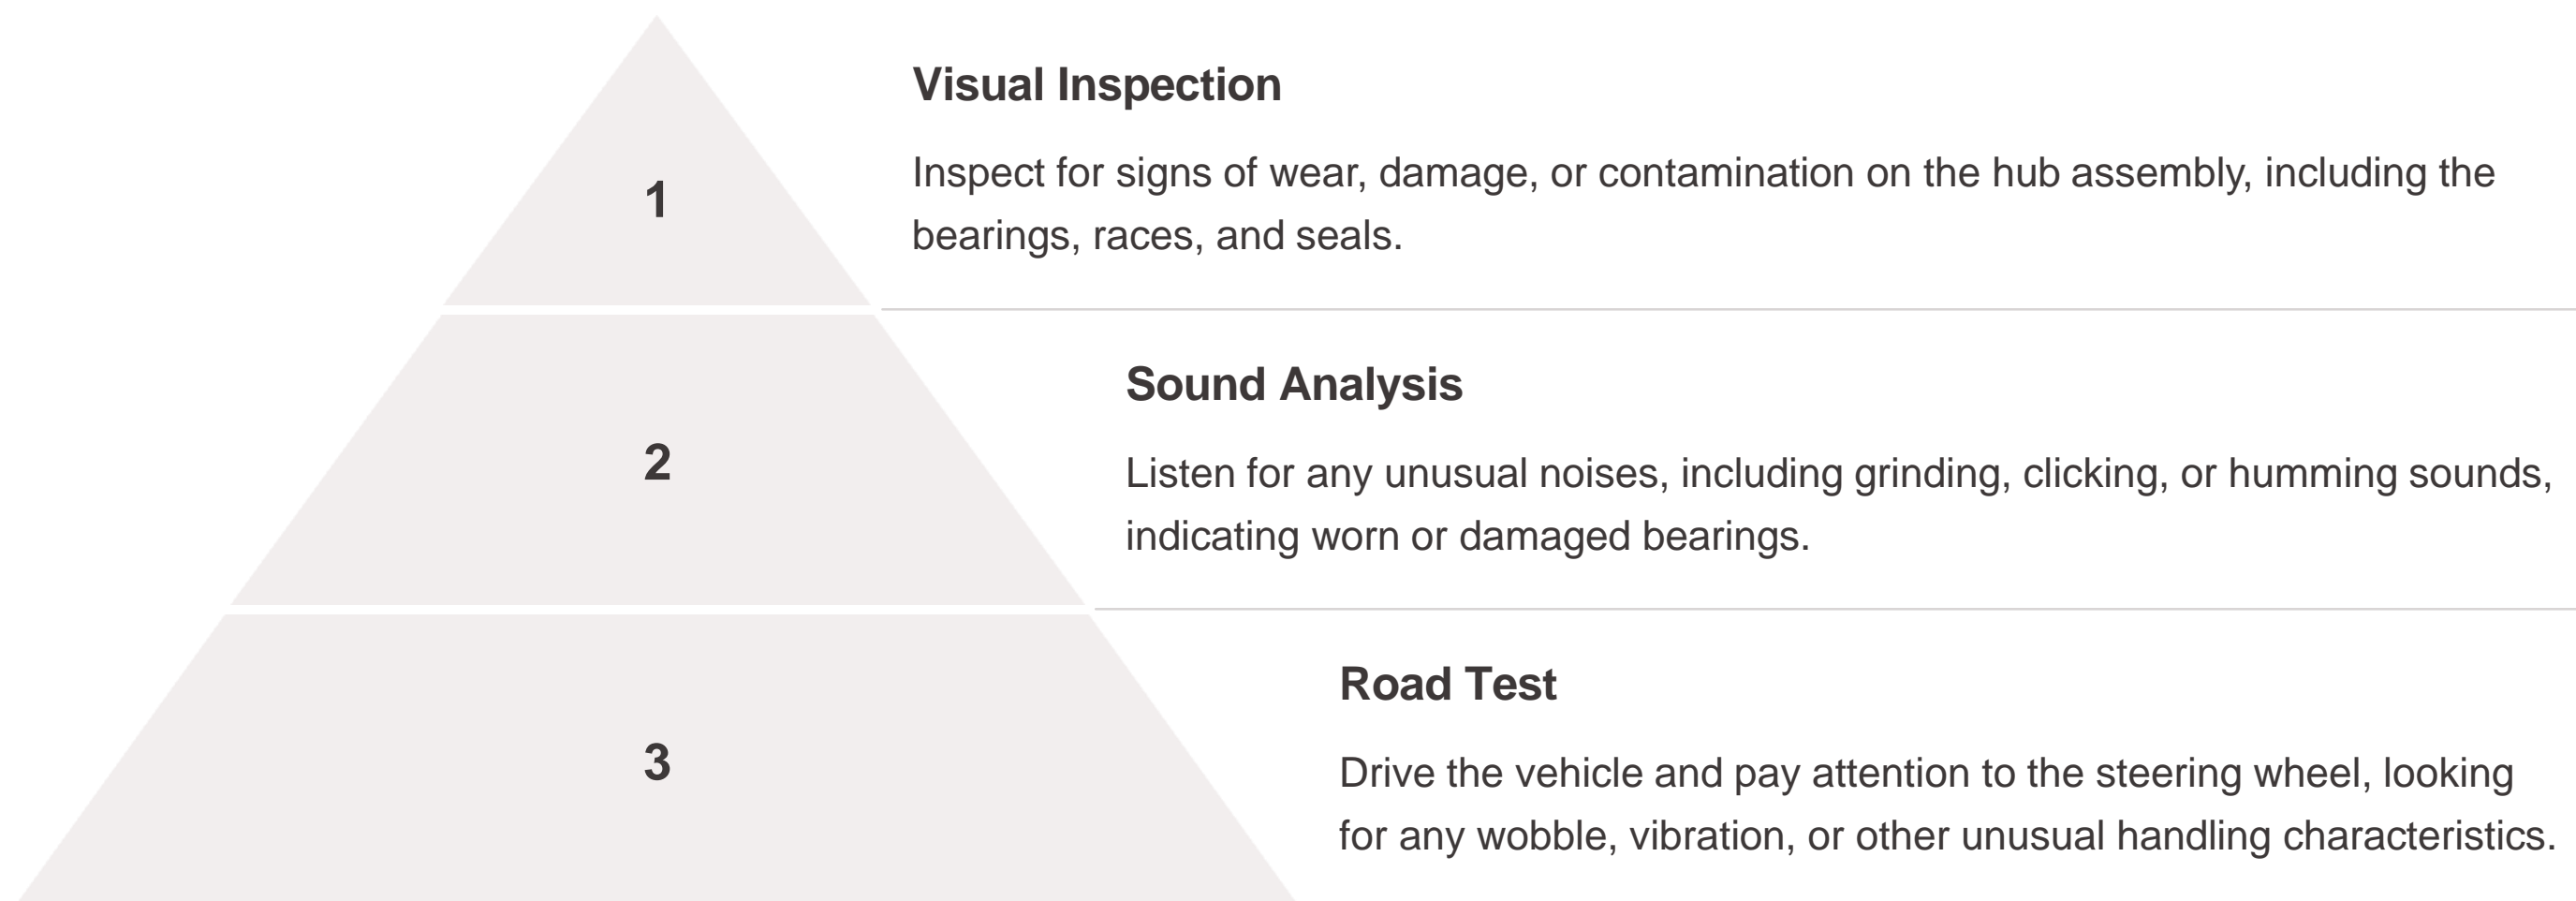 1
Visual Inspection
Inspect for signs of wear, damage, or contamination on the hub assembly, including the
bearings, races, and seals.
2
Sound Analysis
Listen for any unusual noises, including grinding, clicking, or humming sounds,
indicating worn or damaged bearings.
3
Road Test
Drive the vehicle and pay attention to the steering wheel, looking
for any wobble, vibration, or other unusual handling characteristics.